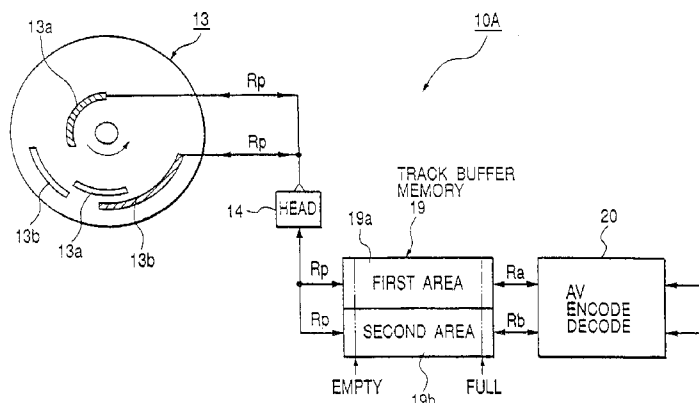 13
13a
10A
Rp
Rp
TRACK BUFFER
MEMORY
14
HEAD
19
19a
20
13b
13a
13b
Rp
FIRST AREA
Ra
AV
ENCODE
DECODE
Rp
SECOND AREA
Rb
EMPTY
19b
FULL